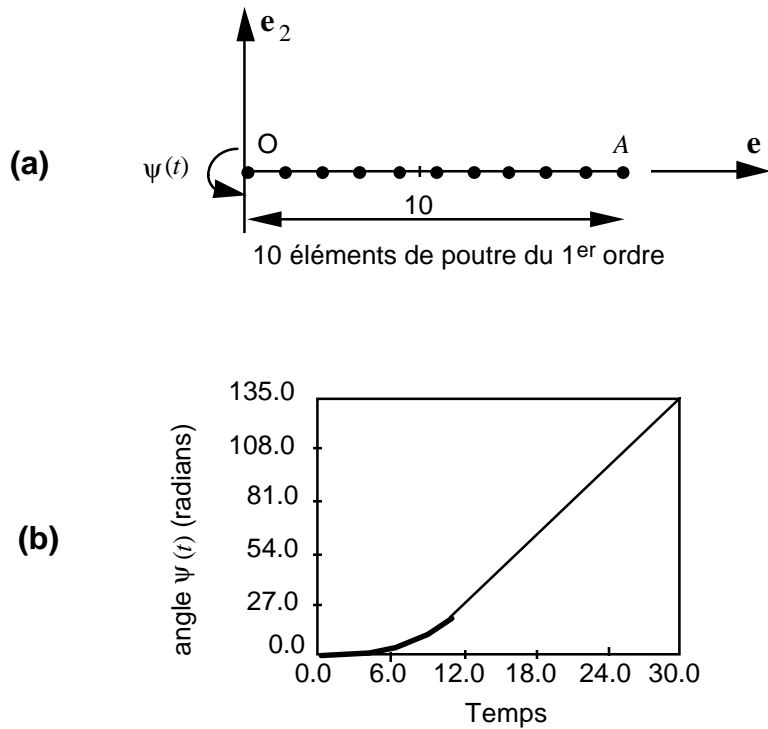 e 2
(a)
O
A
e
ψ(t)
10
10 éléments de poutre du 1er ordre
(b)
angle ψ (t) (radians)
135.0
108.0
81.0
54.0
27.0
0.0
0.0 6.0 12.0 18.0 24.0 30.0
Temps